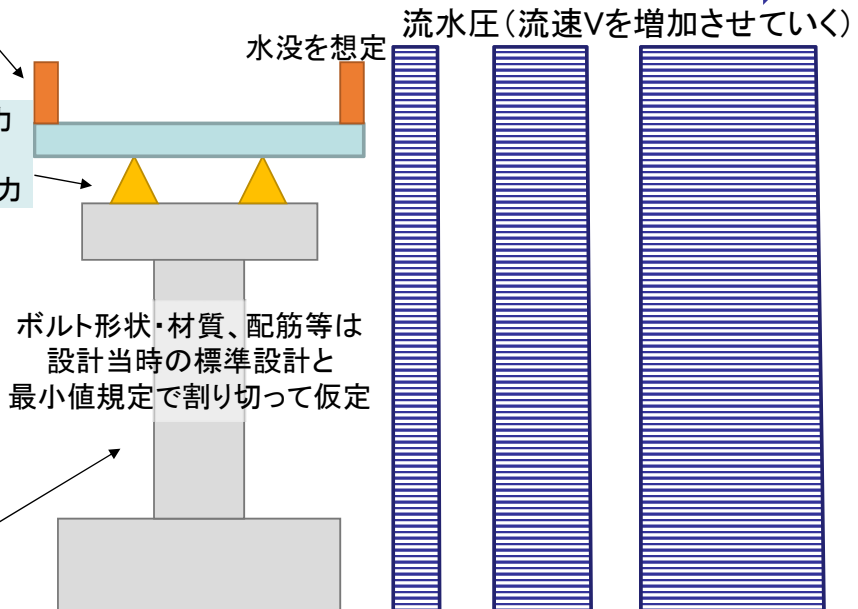 流水圧(流速Vを増加させていく)
水没を想定
力
力
ボルト形状・材質、配筋等は
設計当時の標準設計と
最小値規定で割り切って仮定